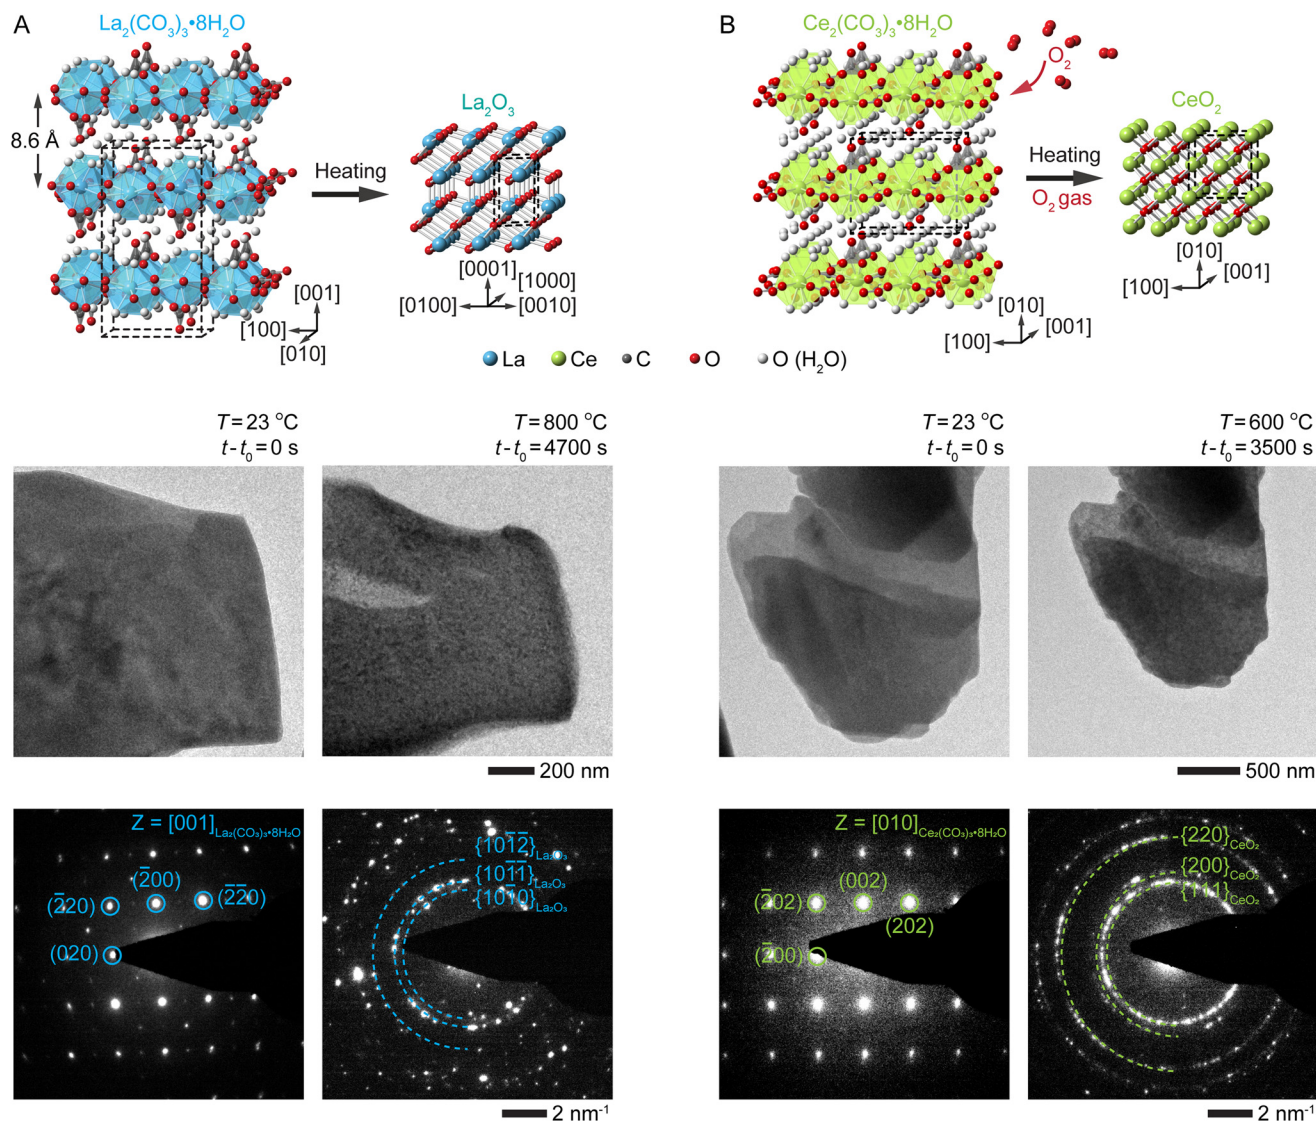 A
La₂(CO₃)₃•8H₂O
8.6 Å
Heating
La₂O₃
[001]
[100]
[010]
[0001]
[1000]
[0100]
[0010]
B
Ce₂(CO₃)₃•8H₂O
O₂
Heating
O₂ gas
CeO₂
[010]
[001]
[100]
[010]
[001]
[100]
La
Ce
C
O
O (H₂O)
T = 23 °C
t - t₀ = 0 s
T = 800 °C
t - t₀ = 4700 s
T = 23 °C
t - t₀ = 0 s
T = 600 °C
t - t₀ = 3500 s
200 nm
500 nm
Z = [001]La₂(CO₃)₃•8H₂O
(2̅00)
(2̅20)
(2̅2̅0)
(020)
{101̅2̅}La₂O₃
{101̅1̅}La₂O₃
{101̅0}La₂O₃
Z = [010]Ce₂(CO₃)₃•8H₂O
(2̅02)
(002)
(202)
(2̅00)
{220}CeO₂
{200}CeO₂
{111}CeO₂
2 nm⁻¹
2 nm⁻¹